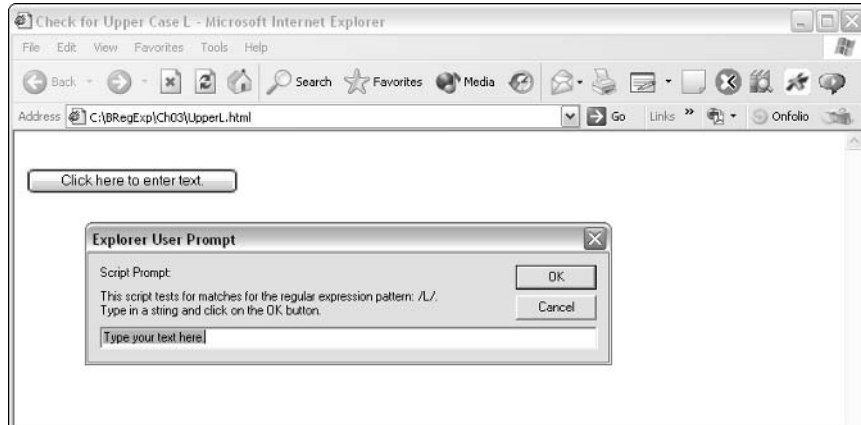 Check for Upper Case L - Microsoft Internet Explorer
File Edit View Favorites Tools Help
Back Search Favorites Media
Address C:\BRegExp\Ch03\UpperL.html Go Links » Onfolio
Click here to enter text.
Explorer User Prompt
Script Prompt:
OK
This script tests for matches for the regular expression pattern: /L/.
Type in a string and click on the OK button.
Cancel
Type your text here.